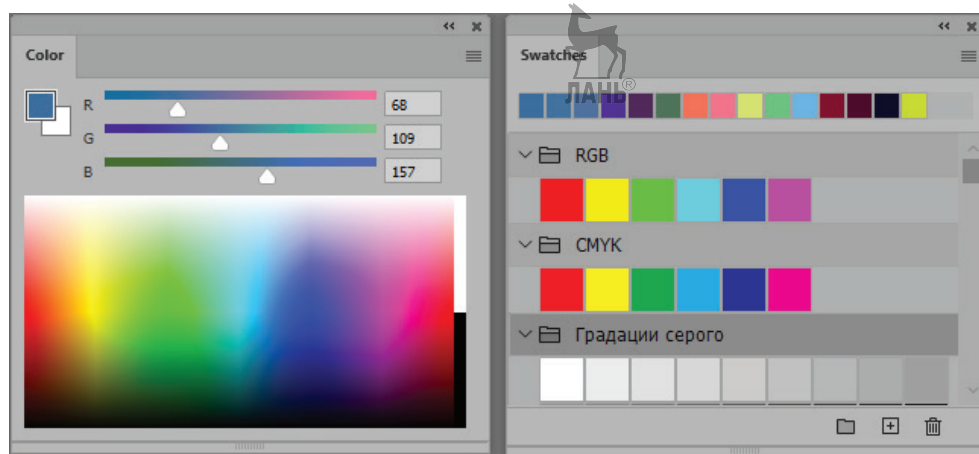 Color
R 68
G 109
B 157
Swatches
ЛАНЬ®
RGB
CMYK
Градации серого